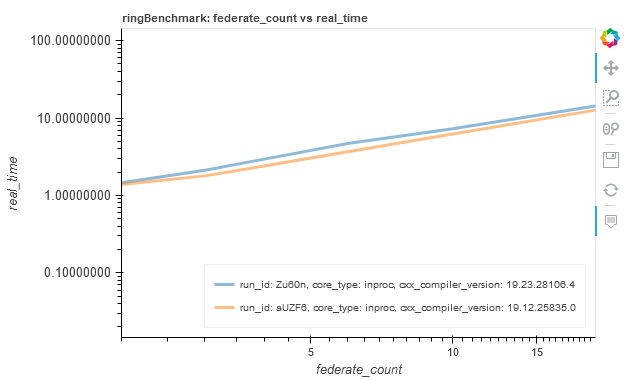 ringBenchmark: federate_count vs real_time
100.00000000
10.00000000
1.00000000
0.10000000
real_time
run_id: Zu60n, core_type: inproc, cxx_compiler_version: 19.23.28106.4
run_id: aUZF6, core_type: inproc, cxx_compiler_version: 19.12.25835.0
5 10 15
federate_count